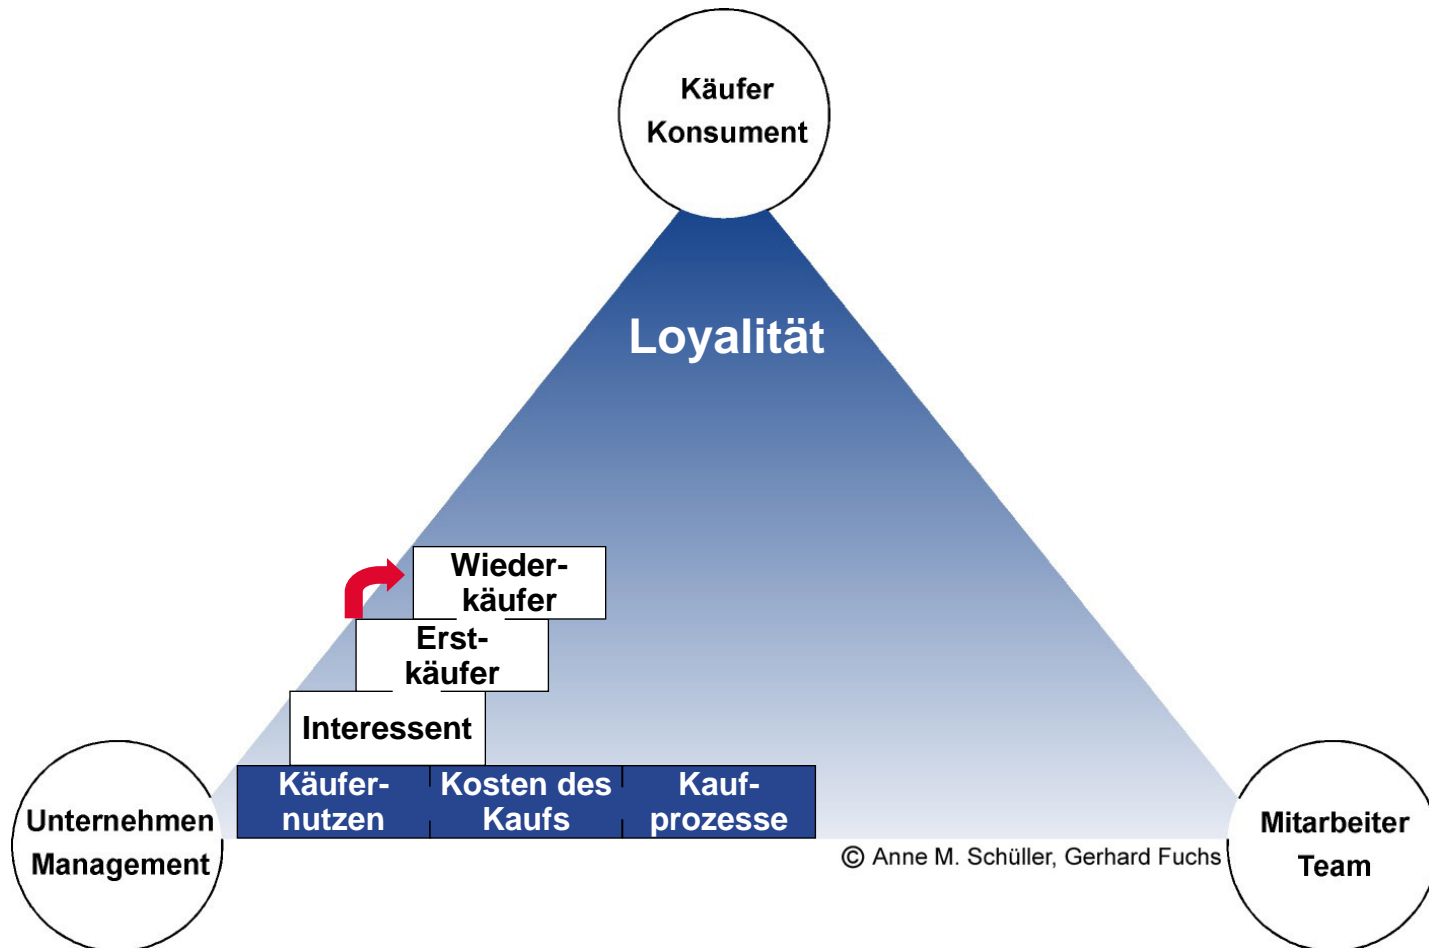 Käufer
Konsument
Loyalität
Wieder-
käufer
Erst-
käufer
Interessent
Käufer-
nutzen
Kosten des
Kaufs
Kauf-
prozesse
Unternehmen
Management
© Anne M. Schüller, Gerhard Fuchs
Mitarbeiter
Team